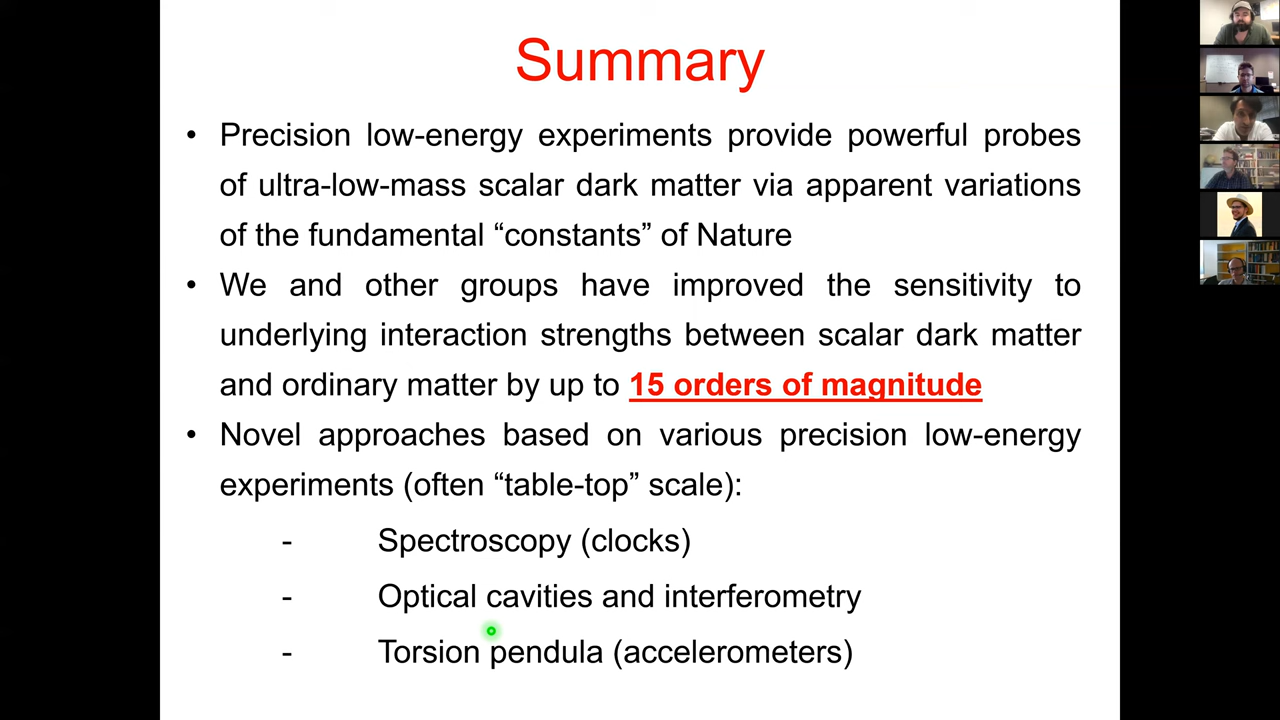 Summary
• Precision low-energy experiments provide powerful probes
of ultra-low-mass scalar dark matter via apparent variations
of the fundamental “constants” of Nature
• We and other groups have improved the sensitivity to
underlying interaction strengths between scalar dark matter
and ordinary matter by up to 15 orders of magnitude
• Novel approaches based on various precision low-energy
experiments (often “table-top” scale):
- Spectroscopy (clocks)
- Optical cavities and interferometry
- Torsion pendula (accelerometers)